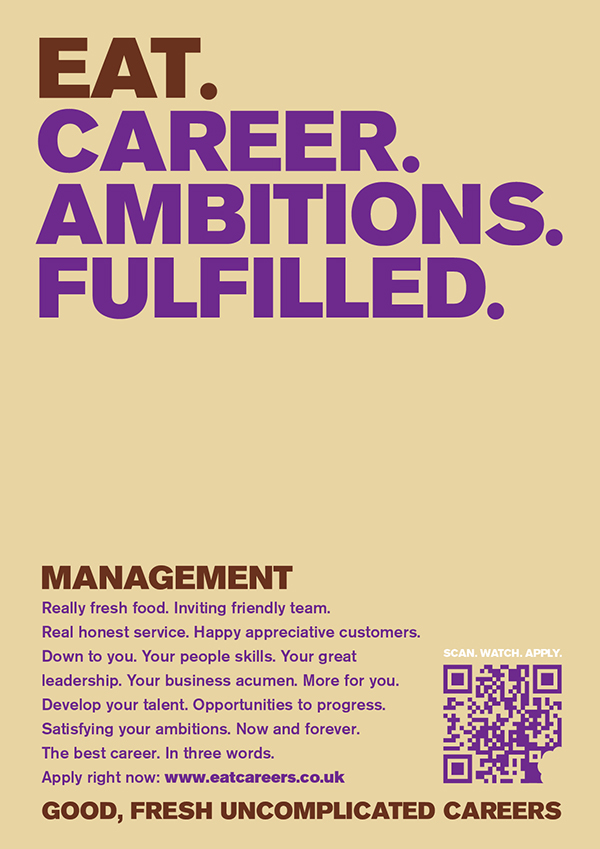 EAT.
CAREER.
AMBITIONS.
FULFILLED.
MANAGEMENT
Really fresh food. Inviting friendly team.
Real honest service. Happy appreciative customers.
Down to you. Your people skills. Your great
leadership. Your business acumen. More for you.
Develop your talent. Opportunities to progress.
Satisfying your ambitions. Now and forever.
The best career. In three words.
Apply right now: www.eatcareers.co.uk
SCAN. WATCH. APPLY.
GOOD, FRESH UNCOMPLICATED CAREERS